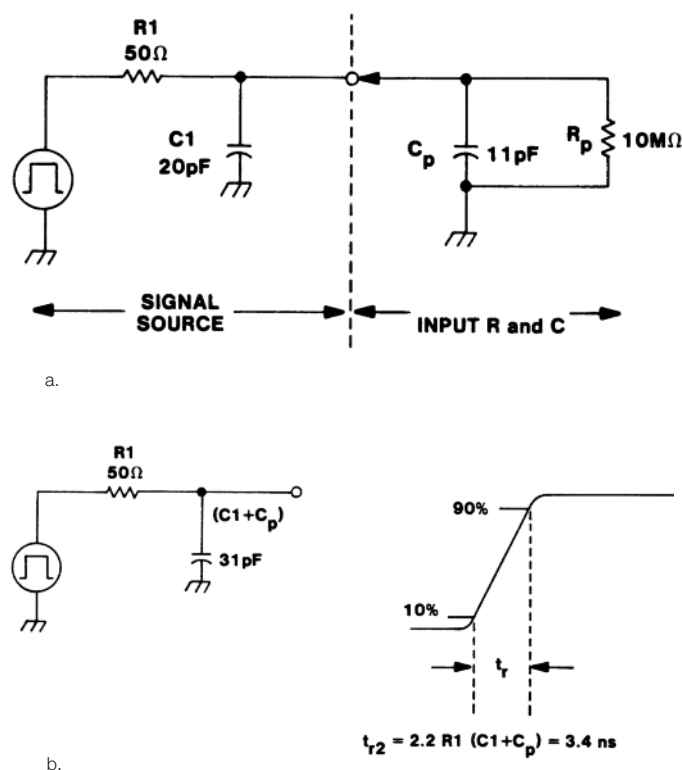 R1
50Ω
C1
20pF
Cp
11pF
Rp
10MΩ
SIGNAL
SOURCE
INPUT R and C
a.
R1
50Ω
(C1+Cp)
31pF
90%
10%
tr
tr2 = 2.2 R1 (C1+Cp) = 3.4 ns
b.